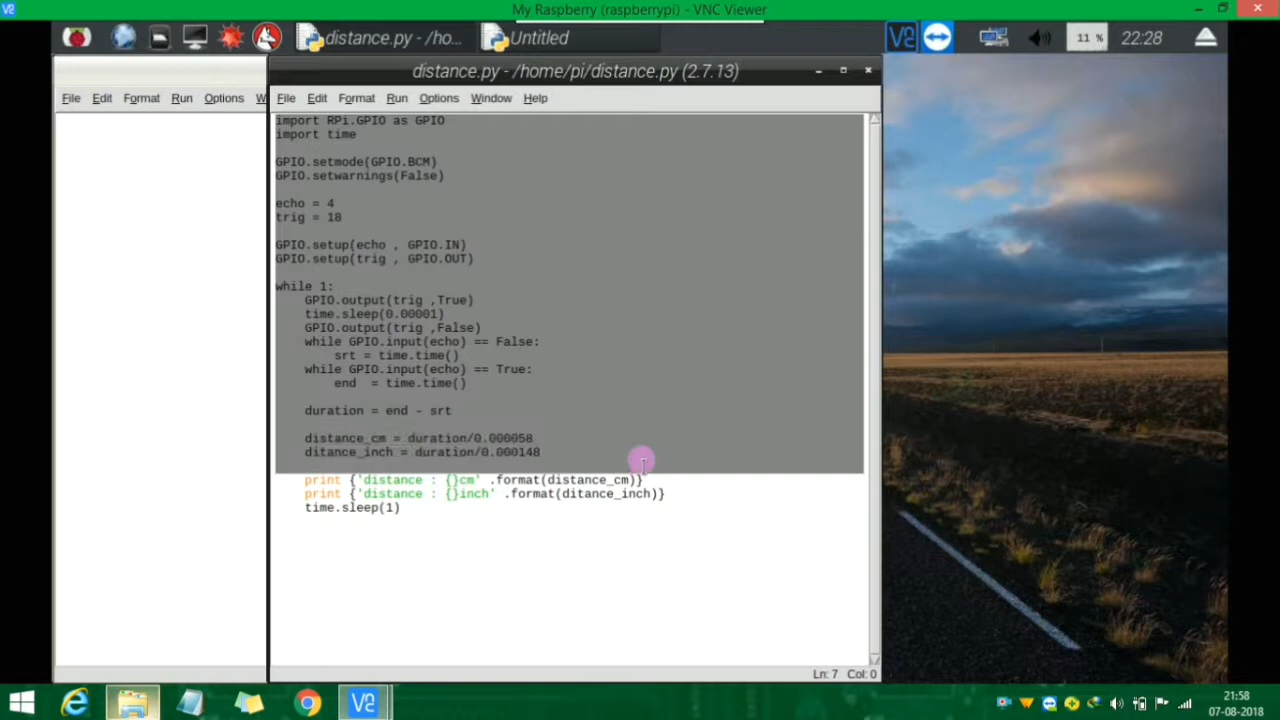 My Raspberry (raspberrypi) - VNC Viewer
distance.py - /ho...
Untitled
11 %
22:28
distance.py - /home/pi/distance.py (2.7.13)
File Edit Format Run Options W
File Edit Format Run Options Window Help
import RPi.GPIO as GPIO
import time
GPIO.setmode(GPIO.BCM)
GPIO.setwarnings(False)
echo = 4
trig = 18
GPIO.setup(echo , GPIO.IN)
GPIO.setup(trig , GPIO.OUT)
while 1:
    GPIO.output(trig ,True)
    time.sleep(0.00001)
    GPIO.output(trig ,False)
    while GPIO.input(echo) == False:
        srt = time.time()
    while GPIO.input(echo) == True:
        end  = time.time()
    duration = end - srt
    distance_cm = duration/0.000058
    ditance_inch = duration/0.000148
    print {'distance : {}cm' .format(distance_cm)}
    print {'distance : {}inch' .format(ditance_inch)}
    time.sleep(1)
Ln: 7 Col: 0
21:58
07-08-2018